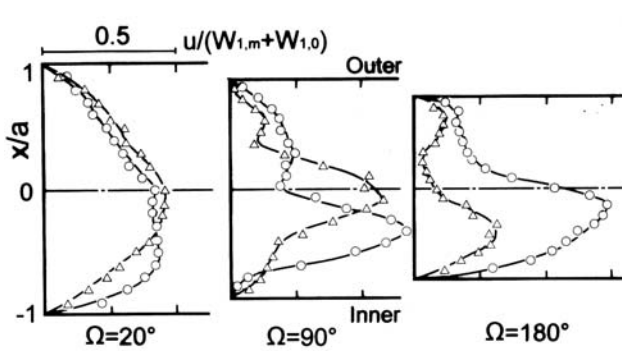 0.5 u/(W1,m+W1,0)
Outer
1
x/a
0
-1
Inner
Ω=20° Ω=90° Ω=180°